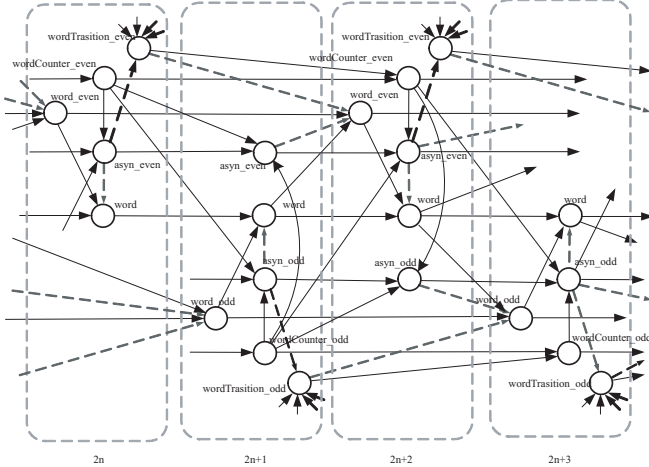 wordTrasition_even
wordTrasition_even
wordCounter_even
wordCounter_even
word_even
word_even
asyn_even
asyn_even
asyn_even
word
word
word
word
asyn_odd
asyn_odd
asyn_odd
word_odd
word_odd
wordCounter_odd
wordCounter_odd
wordTrasition_odd
wordTrasition_odd
2n
2n+1
2n+2
2n+3